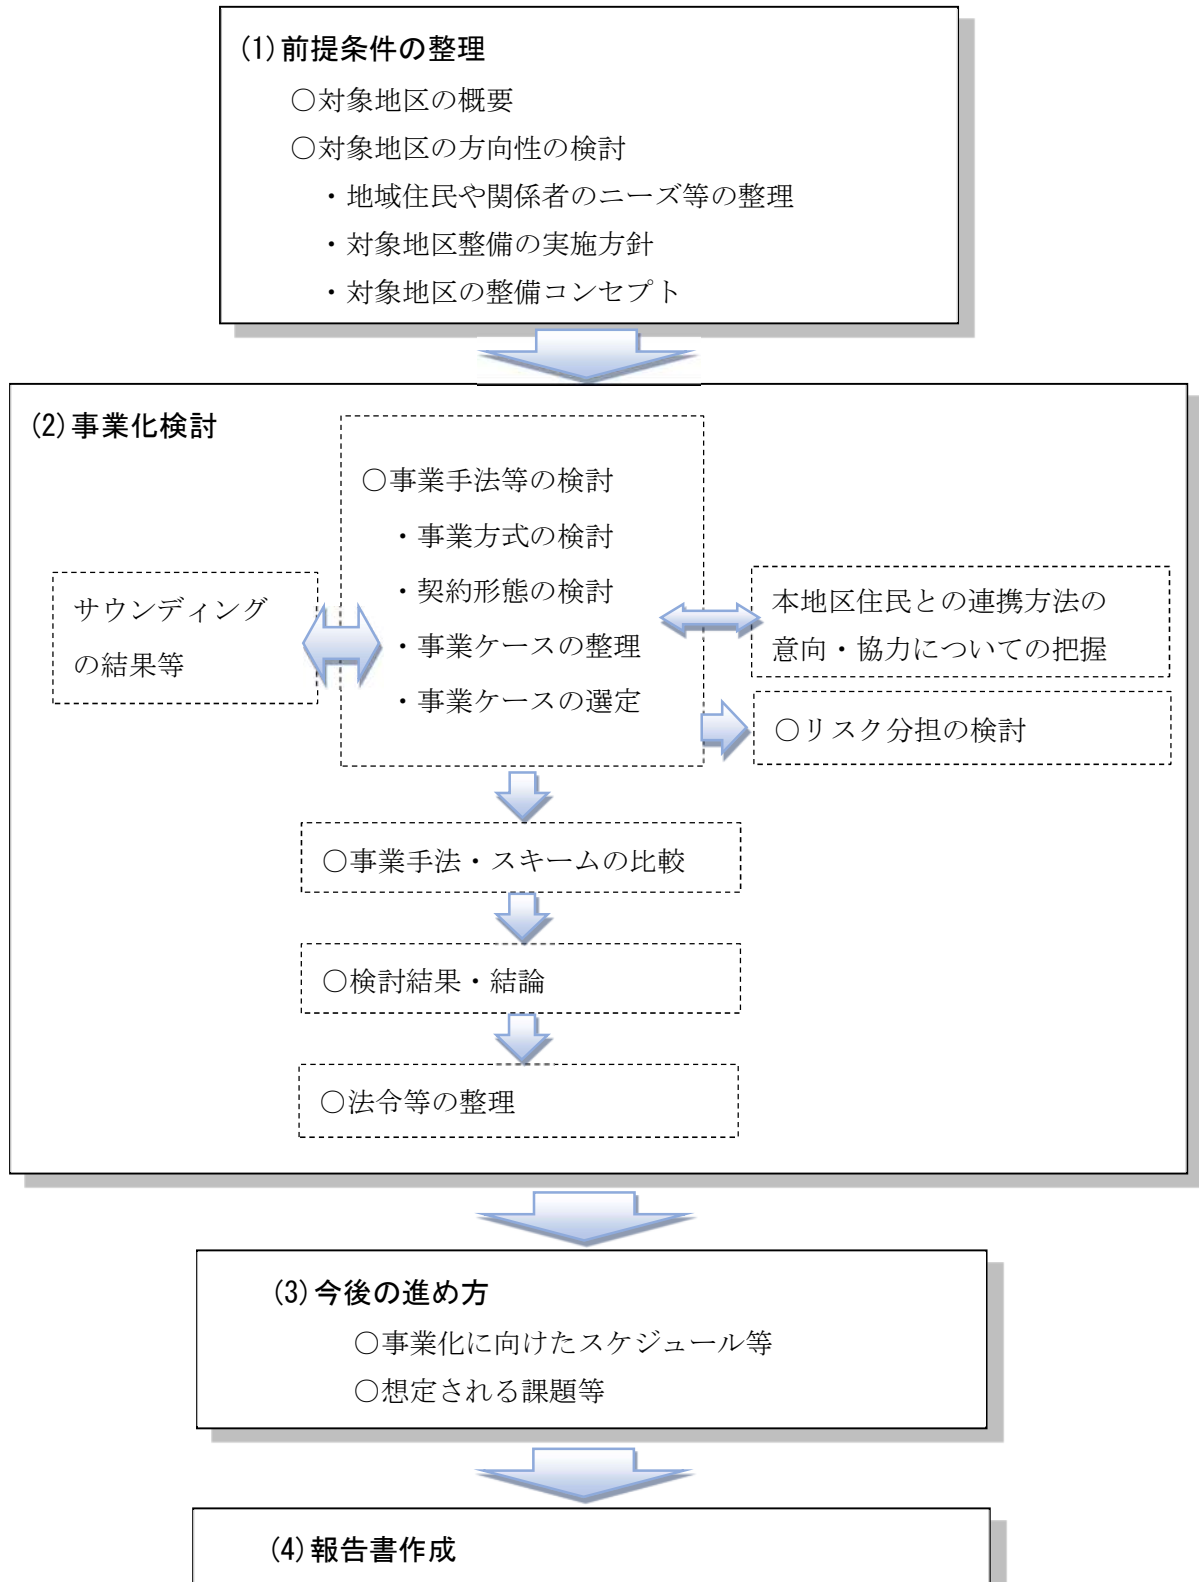 (1)前提条件の整理
○対象地区の概要
○対象地区の方向性の検討
・地域住民や関係者のニーズ等の整理
・対象地区整備の実施方針
・対象地区の整備コンセプト
(2)事業化検討
○事業手法等の検討
・事業方式の検討
・契約形態の検討
・事業ケースの整理
・事業ケースの選定
サウンディング
の結果等
本地区住民との連携方法の
意向・協力についての把握
○リスク分担の検討
○事業手法・スキームの比較
○検討結果・結論
○法令等の整理
(3)今後の進め方
○事業化に向けたスケジュール等
○想定される課題等
(4)報告書作成